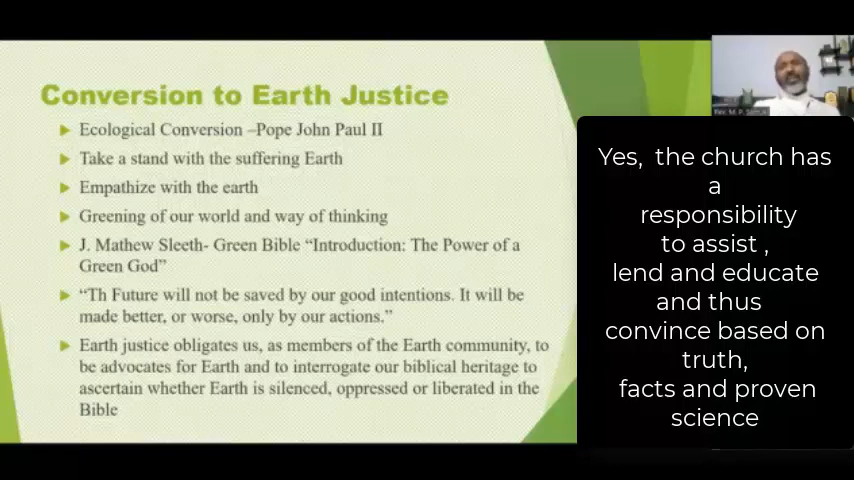 Conversion to Earth Justice
Ecological Conversion –Pope John Paul II
Take a stand with the suffering Earth
Empathize with the earth
Greening of our world and way of thinking
J. Mathew Sleeth- Green Bible “Introduction: The Power of a
Green God”
“Th Future will not be saved by our good intentions. It will be
made better, or worse, only by our actions.”
Earth justice obligates us, as members of the Earth community, to
be advocates for Earth and to interrogate our biblical heritage to
ascertain whether Earth is silenced, oppressed or liberated in the
Bible
Rev. M. P.
Yes, the church has
a
responsibility
to assist ,
lend and educate
and thus
convince based on
truth,
facts and proven
science